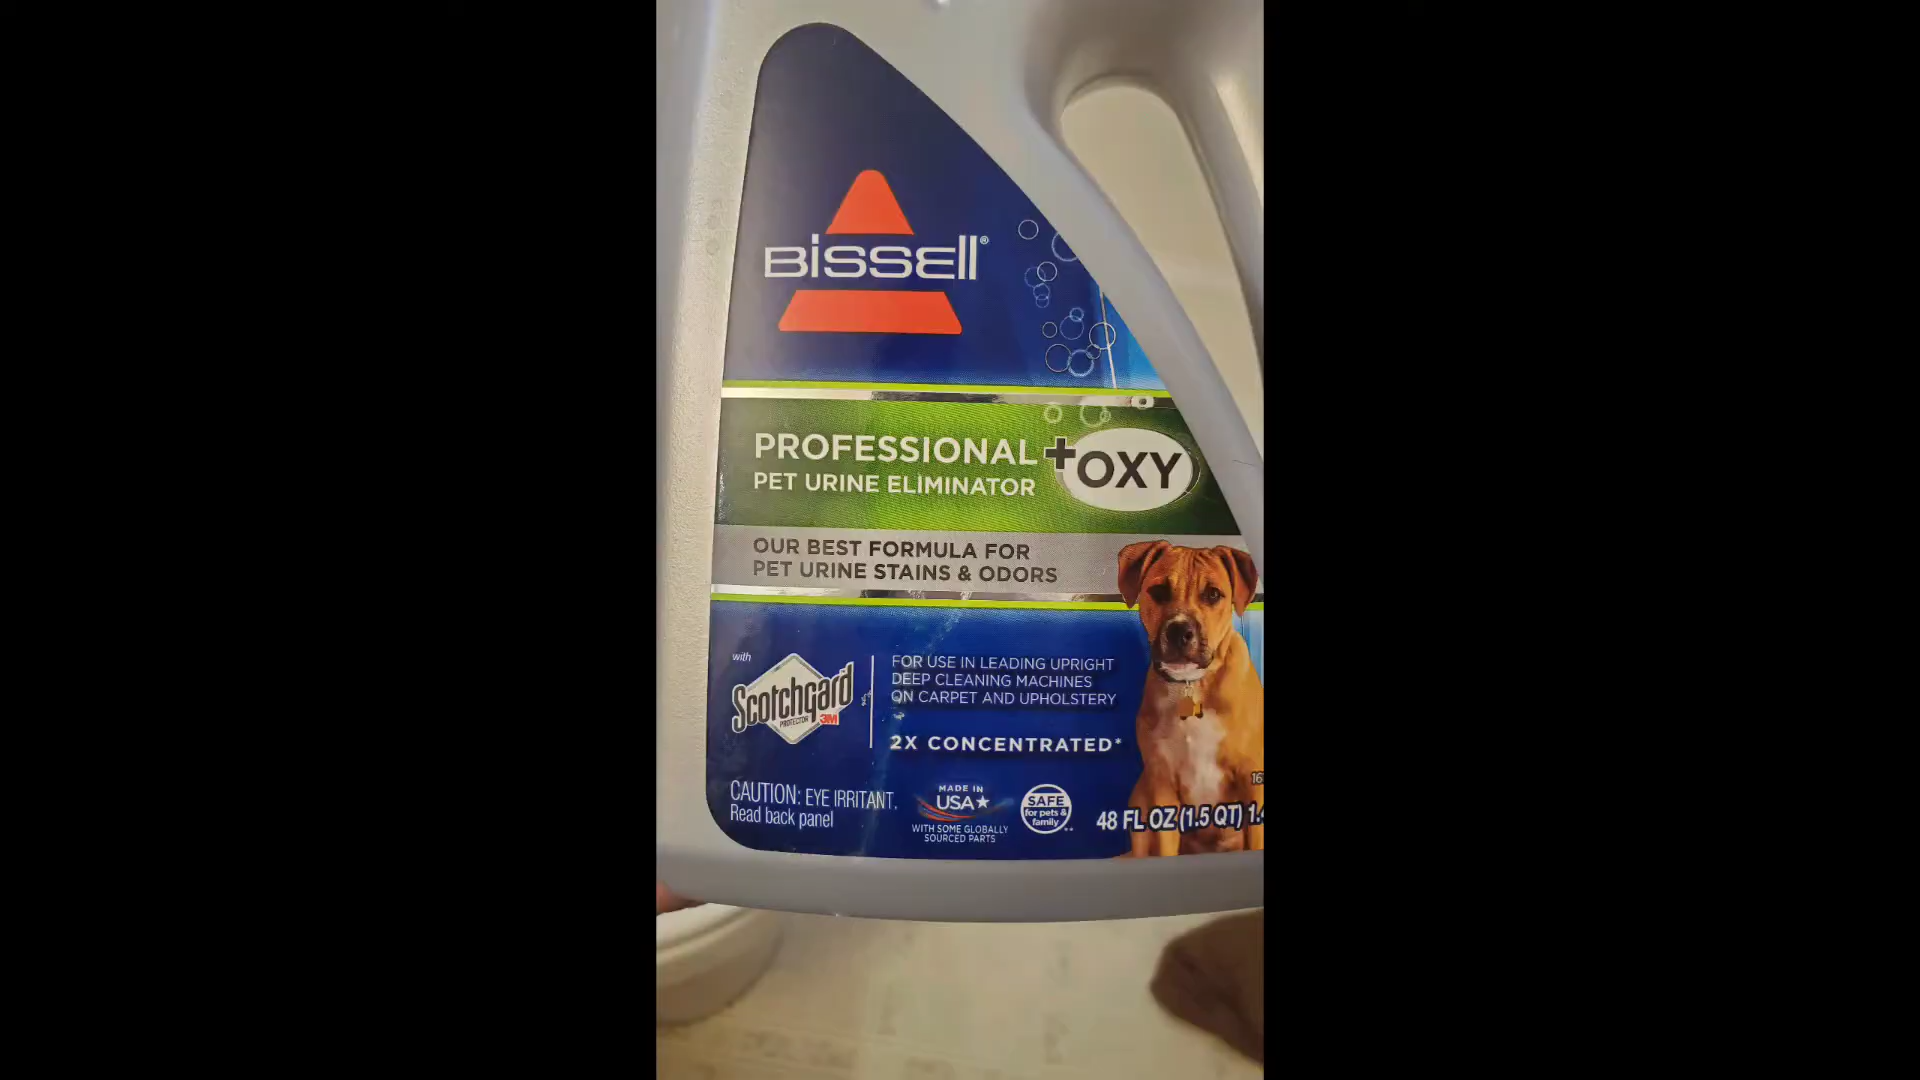 BISSELL®
PROFESSIONAL
PET URINE ELIMINATOR
+OXY
OUR BEST FORMULA FOR
PET URINE STAINS & ODORS
with
Scotchgard
PROTECTOR 3M
FOR USE IN LEADING UPRIGHT
DEEP CLEANING MACHINES
ON CARPET AND UPHOLSTERY
2X CONCENTRATED*
CAUTION: EYE IRRITANT.
Read back panel
MADE IN
USA
WITH SOME GLOBALLY
SOURCED PARTS
SAFE
for pets &
family**
48 FL OZ (1.5 QT)